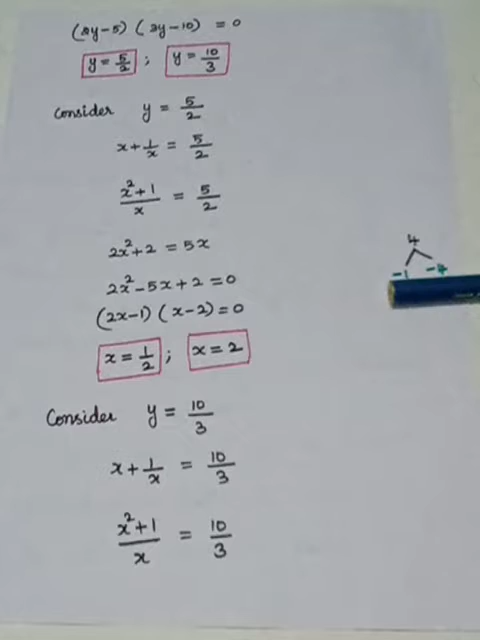 (2y-5) (2y-10) = 0
y = 5/2 ; y = 10/3
Consider y = 5/2
x + 1/x = 5/2
x²+1/x = 5/2
2x²+2 = 5x
2x²-5x+2 = 0
(2x-1) (x-2) = 0
x = 1/2 ; x = 2
4
-1 -4
Consider y = 10/3
x + 1/x = 10/3
x²+1/x = 10/3